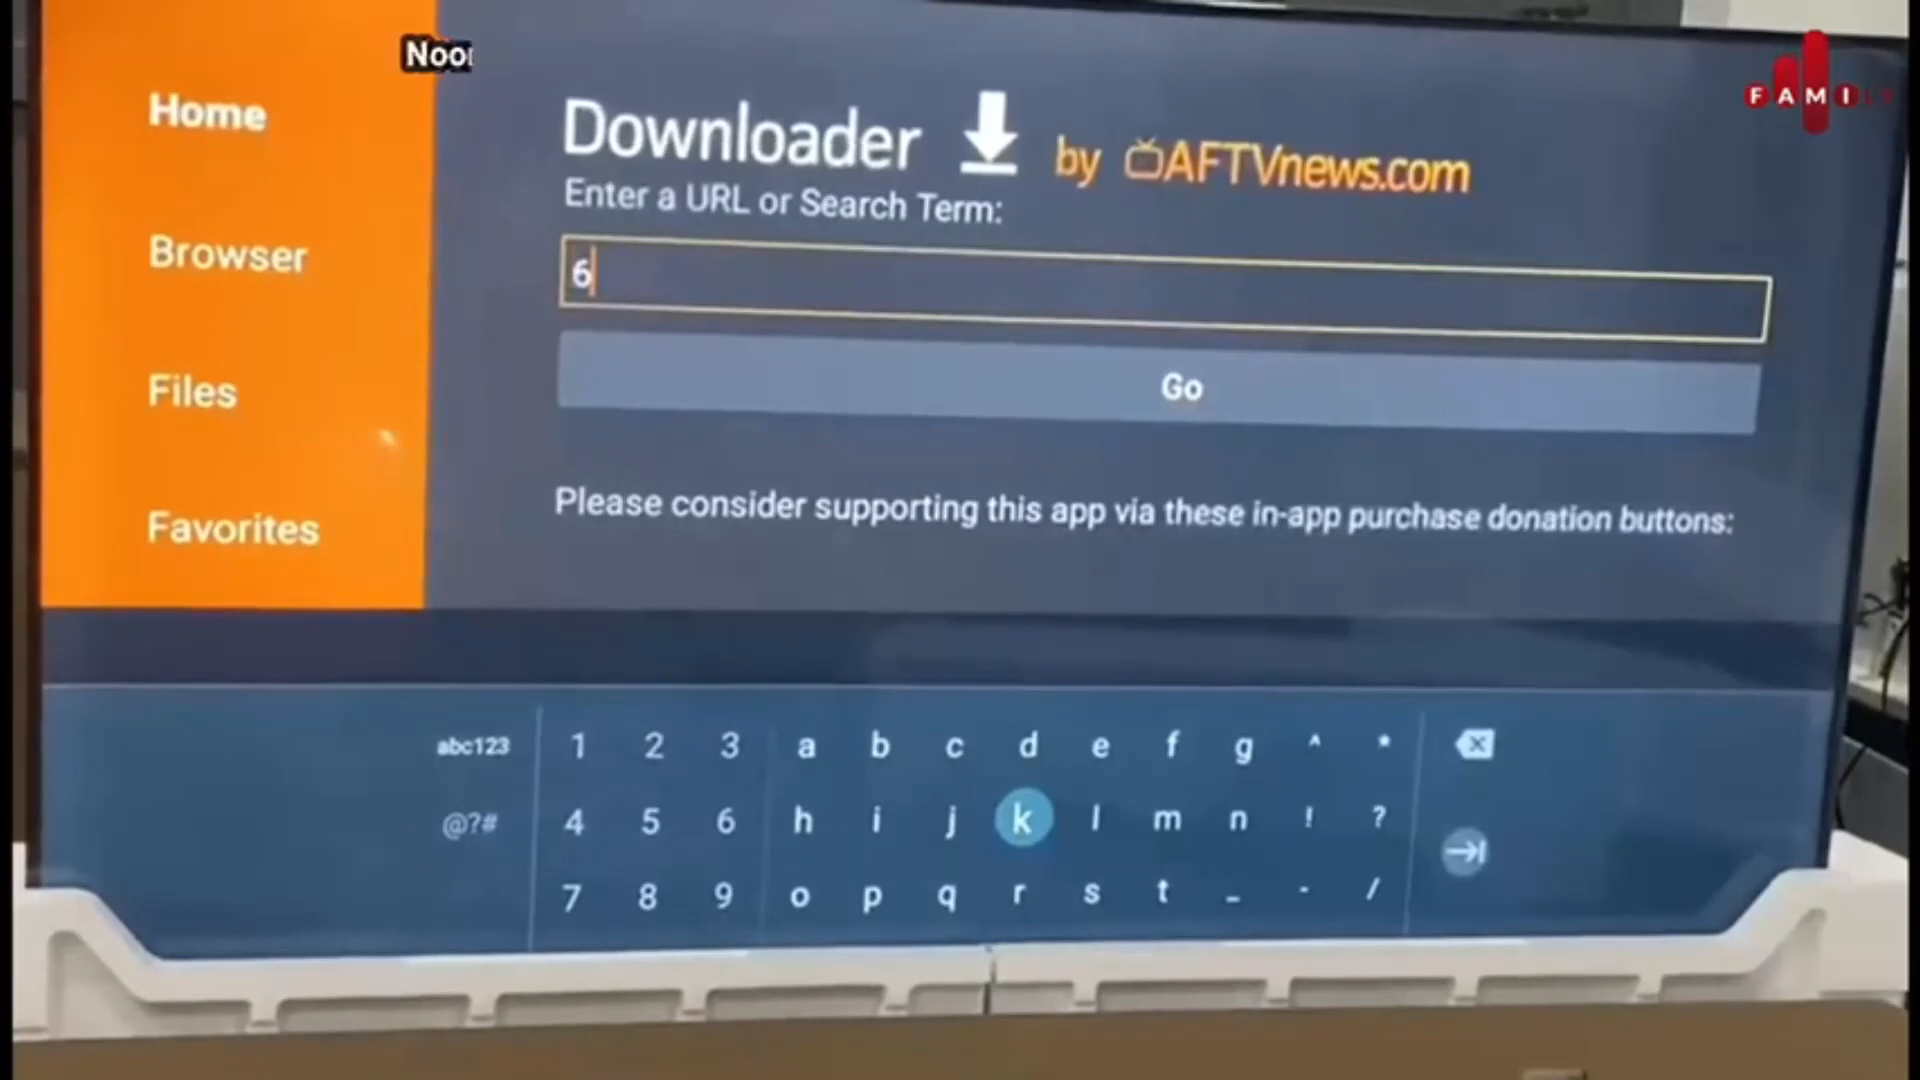 Noo
FAMI
Home
Browser
Files
Favorites
Downloader by AFTVnews.com
Enter a URL or Search Term:
6
Go
Please consider supporting this app via these in-app purchase donation buttons:
abc123 1 2 3 a b c d e f g ^ *
@?# 4 5 6 h i j k l m n ! ?
7 8 9 o p q r s t _ - /